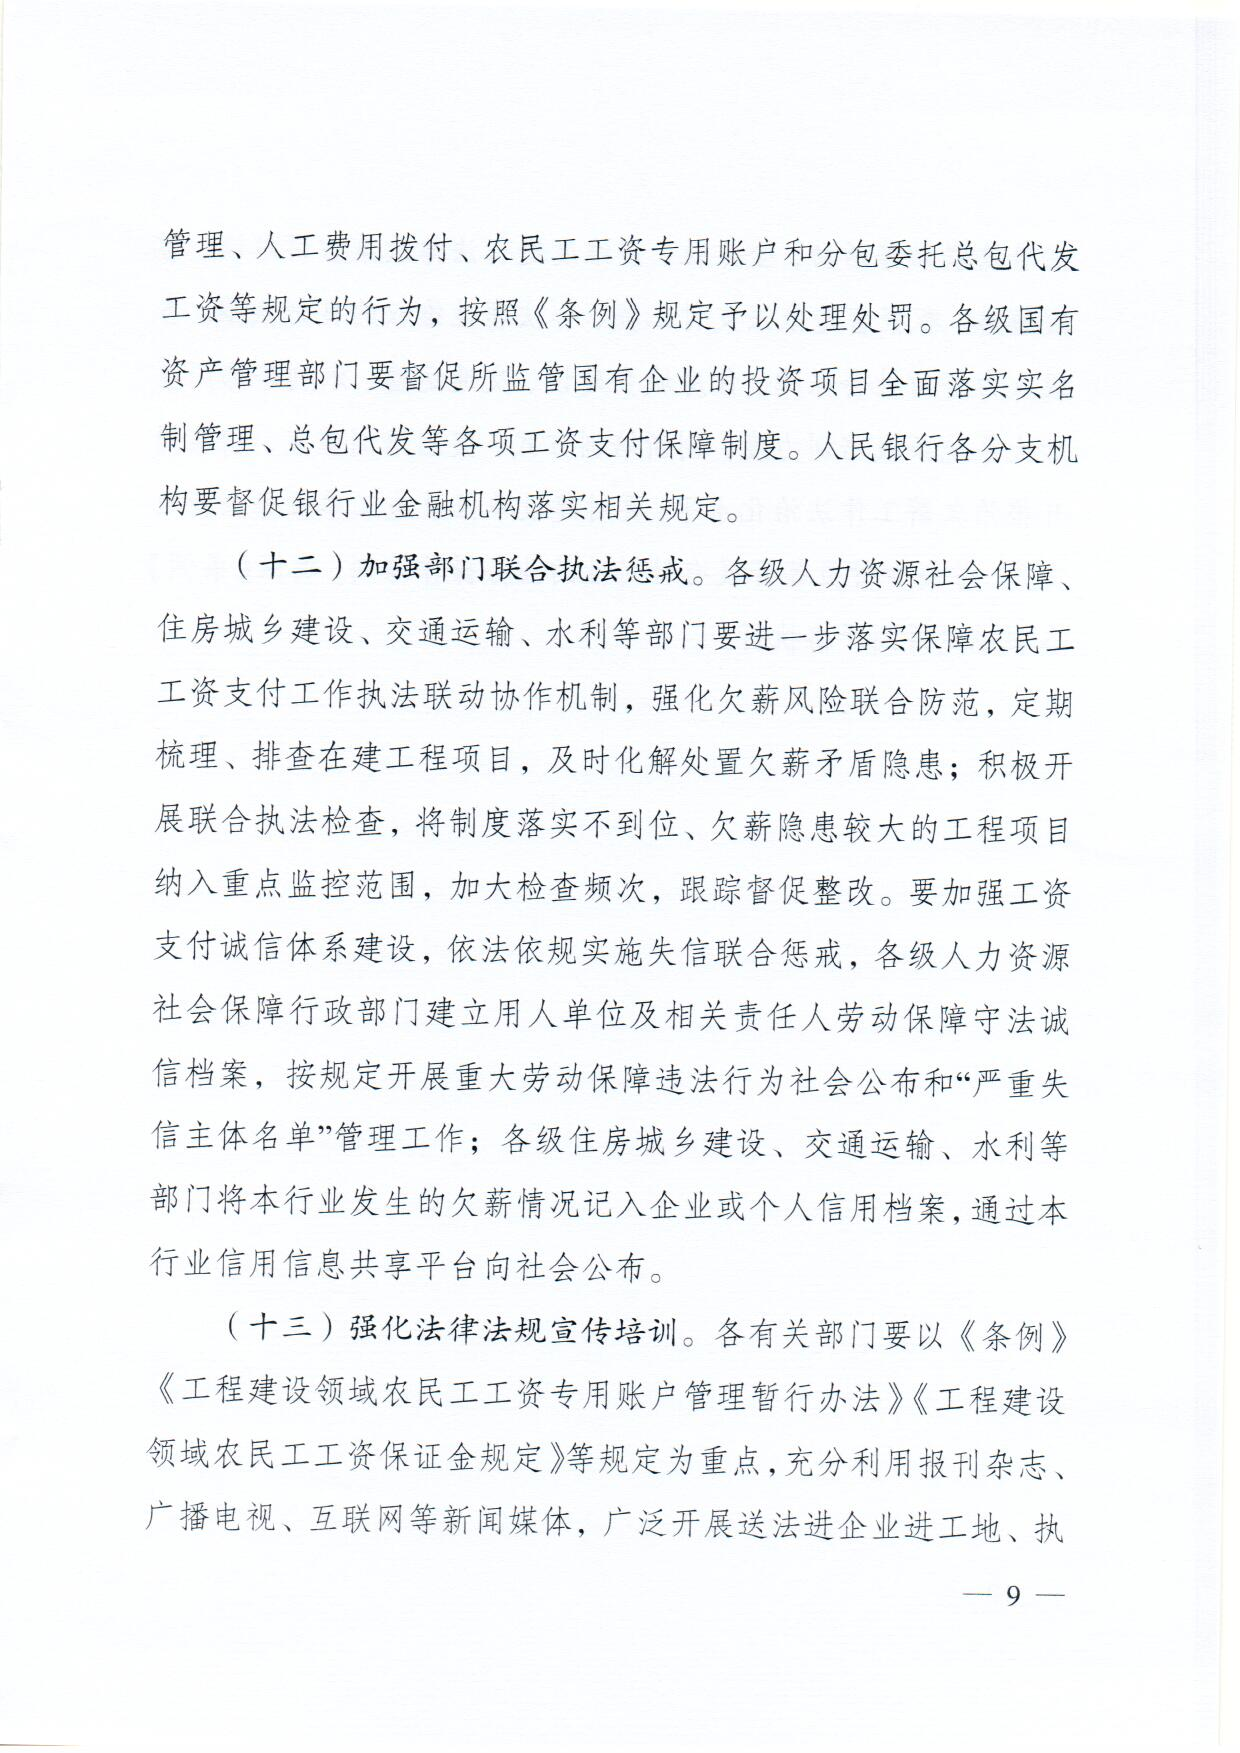 管理、人工费用拨付、农民工工资专用账户和分包委托总包代发
工资等规定的行为，按照《条例》规定予以处理处罚。各级国有
资产管理部门要督促所监管国有企业的投资项目全面落实实名
制管理、总包代发等各项工资支付保障制度。人民银行各分支机
构要督促银行业金融机构落实相关规定。
（十二）加强部门联合执法惩戒。各级人力资源社会保障、
住房城乡建设、交通运输、水利等部门要进一步落实保障农民工
工资支付工作执法联动协作机制，强化欠薪风险联合防范，定期
梳理、排查在建工程项目，及时化解处置欠薪矛盾隐患；积极开
展联合执法检查，将制度落实不到位、欠薪隐患较大的工程项目
纳入重点监控范围，加大检查频次，跟踪督促整改。要加强工资
支付诚信体系建设，依法依规实施失信联合惩戒，各级人力资源
社会保障行政部门建立用人单位及相关责任人劳动保障守法诚
信档案，按规定开展重大劳动保障违法行为社会公布和“严重失
信主体名单”管理工作；各级住房城乡建设、交通运输、水利等
部门将本行业发生的欠薪情况记入企业或个人信用档案，通过本
行业信用信息共享平台向社会公布。
（十三）强化法律法规宣传培训。各有关部门要以《条例》
《工程建设领域农民工工资专用账户管理暂行办法》《工程建设
领域农民工工资保证金规定》等规定为重点，充分利用报刊杂志、
广播电视、互联网等新闻媒体，广泛开展送法进企业进工地、执
— 9 —